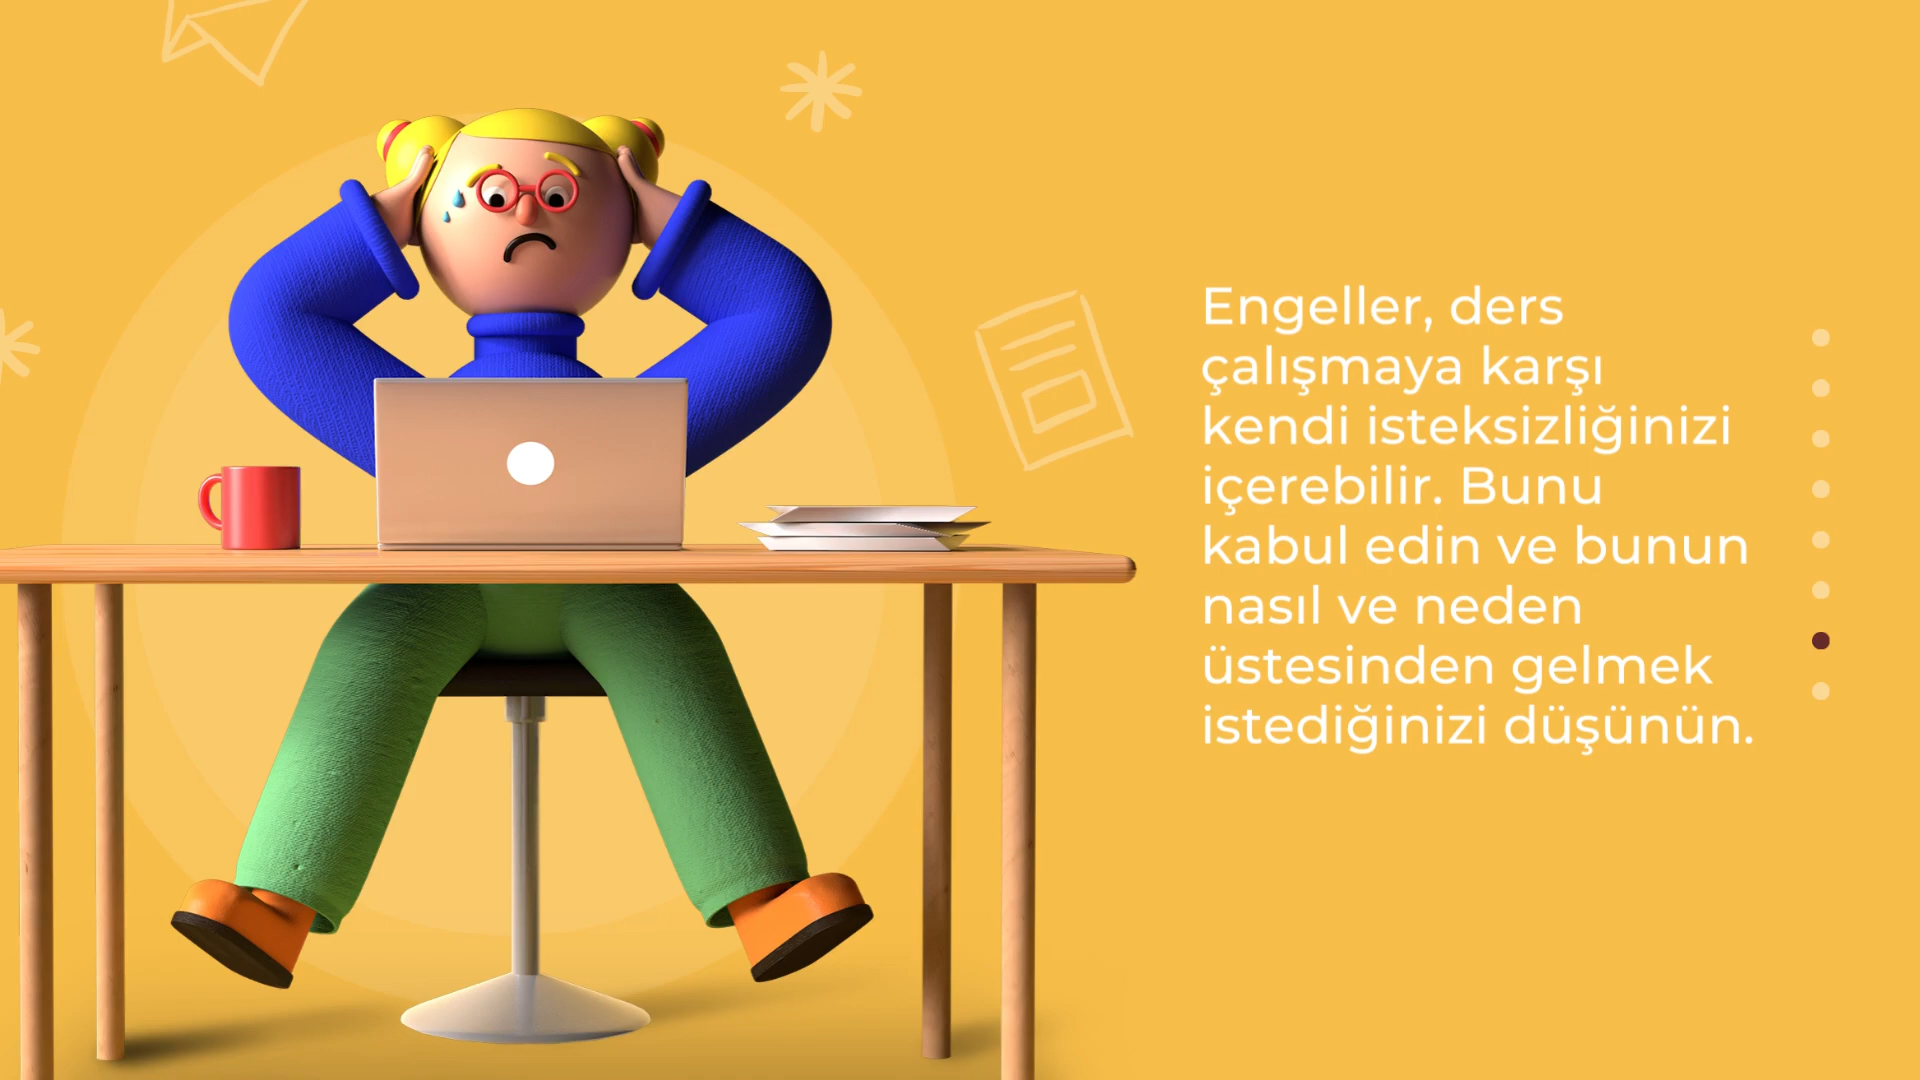 Engeller, ders
çalışmaya karşı
kendi isteksizliğinizi
içerebilir. Bunu
kabul edin ve bunun
nasıl ve neden
üstesinden gelmek
istediğinizi düşünün.